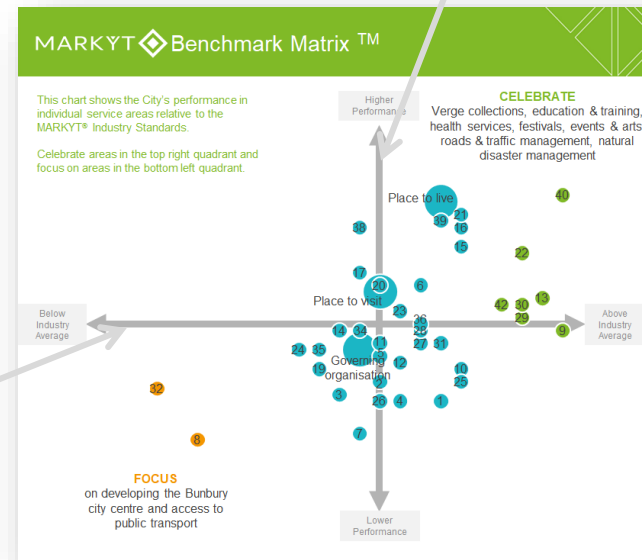 MARKYT Benchmark Matrix ™
This chart shows the City's performance in
individual service areas relative to the
MARKYT® Industry Standards.
Celebrate areas in the top right quadrant and
focus on areas in the bottom left quadrant.
Higher
Performance
CELEBRATE
Verge collections, education & training,
health services, festivals, events & arts
roads & traffic management, natural
disaster management
40
Place to live
21
39
16
38
15
22
17
20
6
Place to visit
42
30
13
23
29
36
Below
Industry
Average
14
34
28
9
Above
Industry
Average
11
27
31
24
35
5
Governing
organisation
12
19
10
2
25
32
3
26
4
1
7
8
FOCUS
on developing the Bunbury
city centre and access to
public transport
Lower
Performance